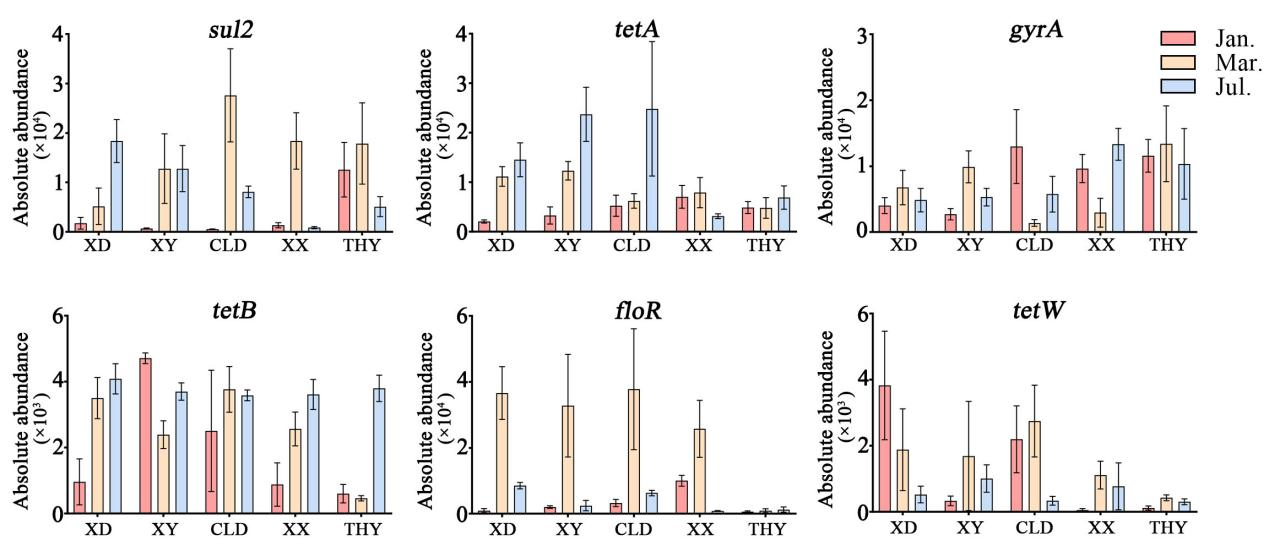 sul2
Absolute abundance
(×10⁴)
4
3
2
1
0
XD XY CLD XX THY
tetA
Absolute abundance
(×10⁴)
4
3
2
1
0
XD XY CLD XX THY
gyrA
Absolute abundance
(×10⁴)
3
2
1
0
XD XY CLD XX THY
Jan.
Mar.
Jul.
tetB
Absolute abundance
(×10³)
6
4
2
0
XD XY CLD XX THY
floR
Absolute abundance
(×10⁴)
6
4
2
0
XD XY CLD XX THY
tetW
Absolute abundance
(×10³)
6
4
2
0
XD XY CLD XX THY